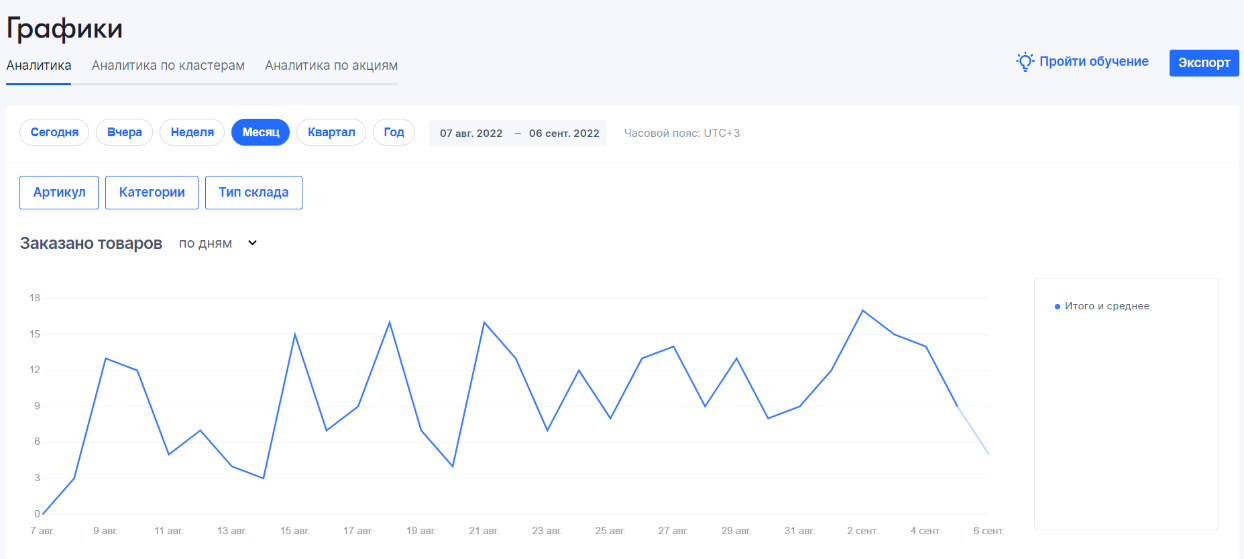 Графики
Аналитика Аналитика по кластерам Аналитика по акциям
Пройти обучение Экспорт
Сегодня Вчера Неделя Месяц Квартал Год 07 авг. 2022 – 06 сент. 2022 Часовой пояс: UTC+3
Артикул Категории Тип склада
Заказано товаров по дням
18
15
12
9
6
3
0
7 авг. 9 авг. 11 авг. 13 авг. 15 авг. 17 авг. 19 авг. 21 авг. 23 авг. 25 авг. 27 авг. 29 авг. 31 авг. 2 сент. 4 сент. 6 сент.
Итого и среднее